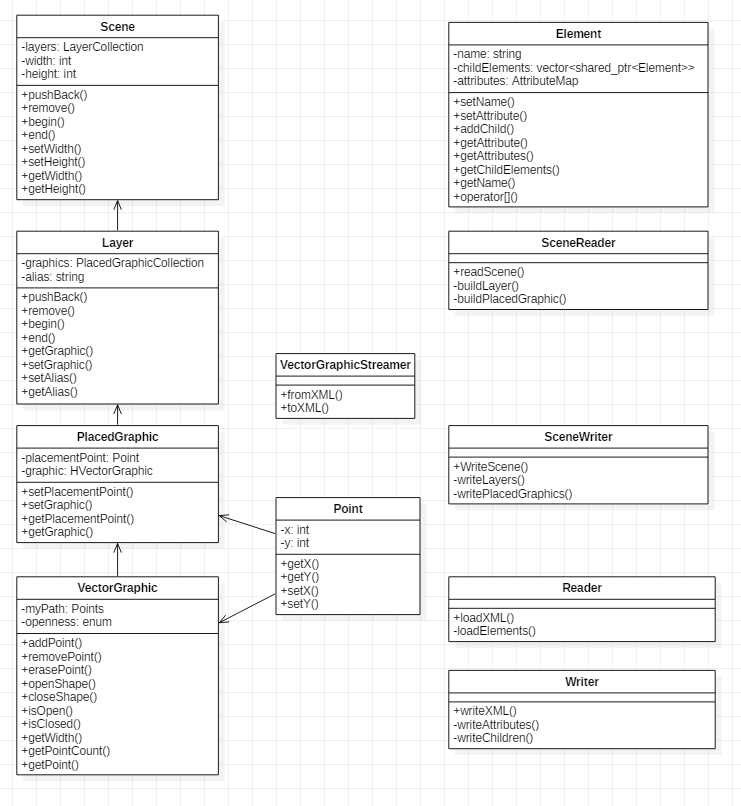 Scene
-layers: LayerCollection
-width: int
-height: int
+pushBack()
+remove()
+begin()
+end()
+setWidth()
+setHeight()
+getWidth()
+getHeight()
Layer
-graphics: PlacedGraphicCollection
-alias: string
+pushBack()
+remove()
+begin()
+end()
+getGraphic()
+setGraphic()
+setAlias()
+getAlias()
PlacedGraphic
-placementPoint: Point
-graphic: HVectorGraphic
+setPlacementPoint()
+setGraphic()
+getPlacementPoint()
+getGraphic()
VectorGraphic
-myPath: Points
-openness: enum
+addPoint()
+removePoint()
+erasePoint()
+openShape()
+closeShape()
+isOpen()
+isClosed()
+getWidth()
+getPointCount()
+getPoint()
VectorGraphicStreamer
+fromXML()
+toXML()
Point
-x: int
-y: int
+getX()
+getY()
+setX()
+setY()
Element
-name: string
-childElements: vector<shared_ptr<Element>>
-attributes: AttributeMap
+setName()
+setAttribute()
+addChild()
+getAttribute()
+getAttributes()
+getChildElements()
+getName()
+operator[]()
SceneReader
+readScene()
-buildLayer()
-buildPlacedGraphic()
SceneWriter
+WriteScene()
-writeLayers()
-writePlacedGraphics()
Reader
+loadXML()
-loadElements()
Writer
+writeXML()
-writeAttributes()
-writeChildren()